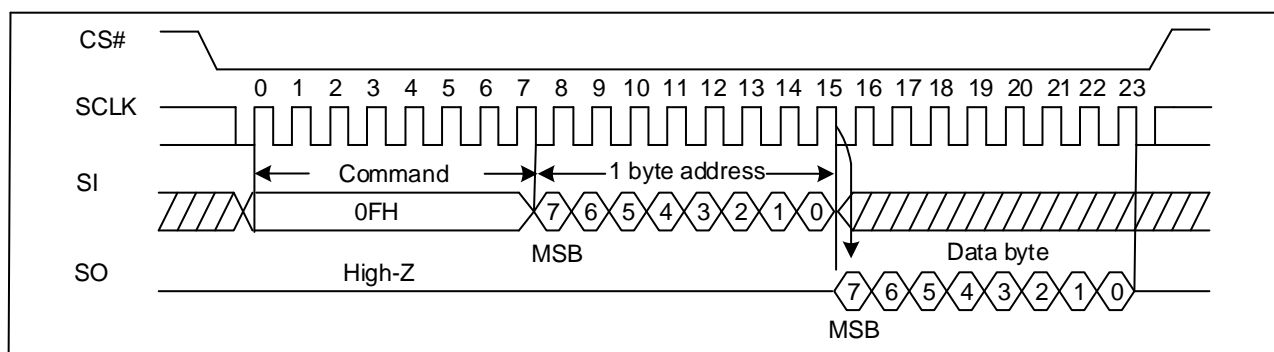 CS#
0 1 2 3 4 5 6 7 8 9 10 11 12 13 14 15 16 17 18 19 20 21 22 23
SCLK
Command 1 byte address
SI
0FH 7 6 5 4 3 2 1 0
MSB Data byte
SO High-Z
7 6 5 4 3 2 1 0
MSB